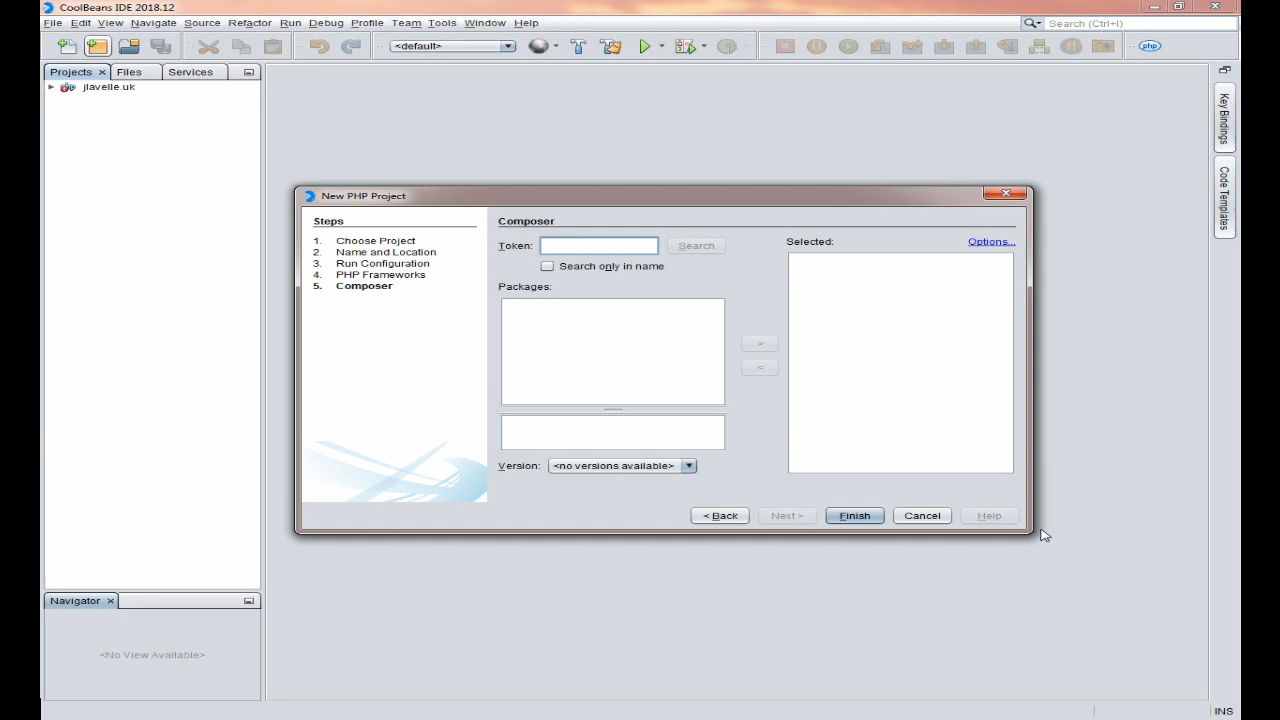 CoolBeans IDE 2018.12
File Edit View Navigate Source Refactor Run Debug Profile Team Tools Window Help
Search (Ctrl+I)
<default>
php
Projects Files Services
jlavelle.uk
Key Bindings
Code Templates
New PHP Project
Steps
1. Choose Project
2. Name and Location
3. Run Configuration
4. PHP Frameworks
5. Composer
Composer
Token: Search
Search only in name
Packages:
Version: <no versions available>
Selected: Options...
>
<
< Back Next > Finish Cancel Help
Navigator
<No View Available>
INS